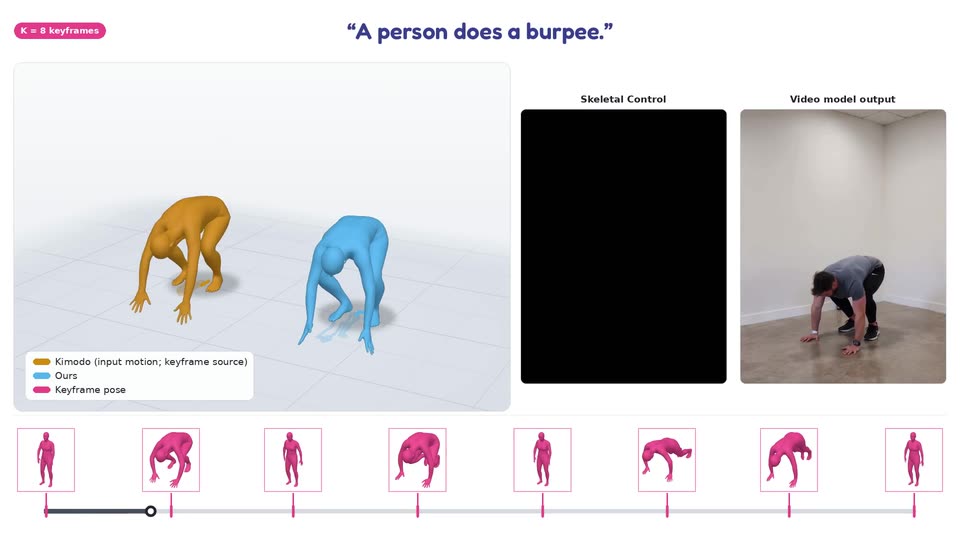 K = 8 keyframes
“A person does a burpee.”
Skeletal Control
Video model output
Kimodo (input motion; keyframe source)
Ours
Keyframe pose